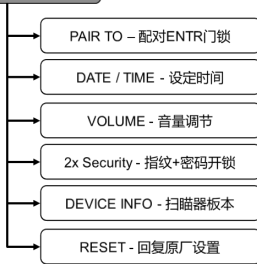 PAIR TO – 配对ENTR门锁
DATE / TIME - 设定时间
VOLUME - 音量调节
2x Security - 指纹+密码开锁
DEVICE INFO - 扫瞄器板本
RESET - 回复原厂设置